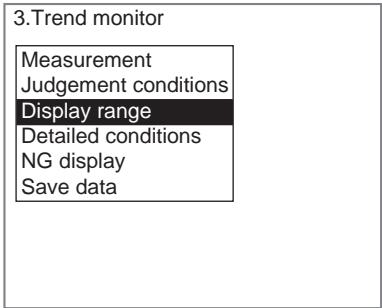 3.Trend monitor
Measurement
Judgement conditions
Display range
Detailed conditions
NG display
Save data